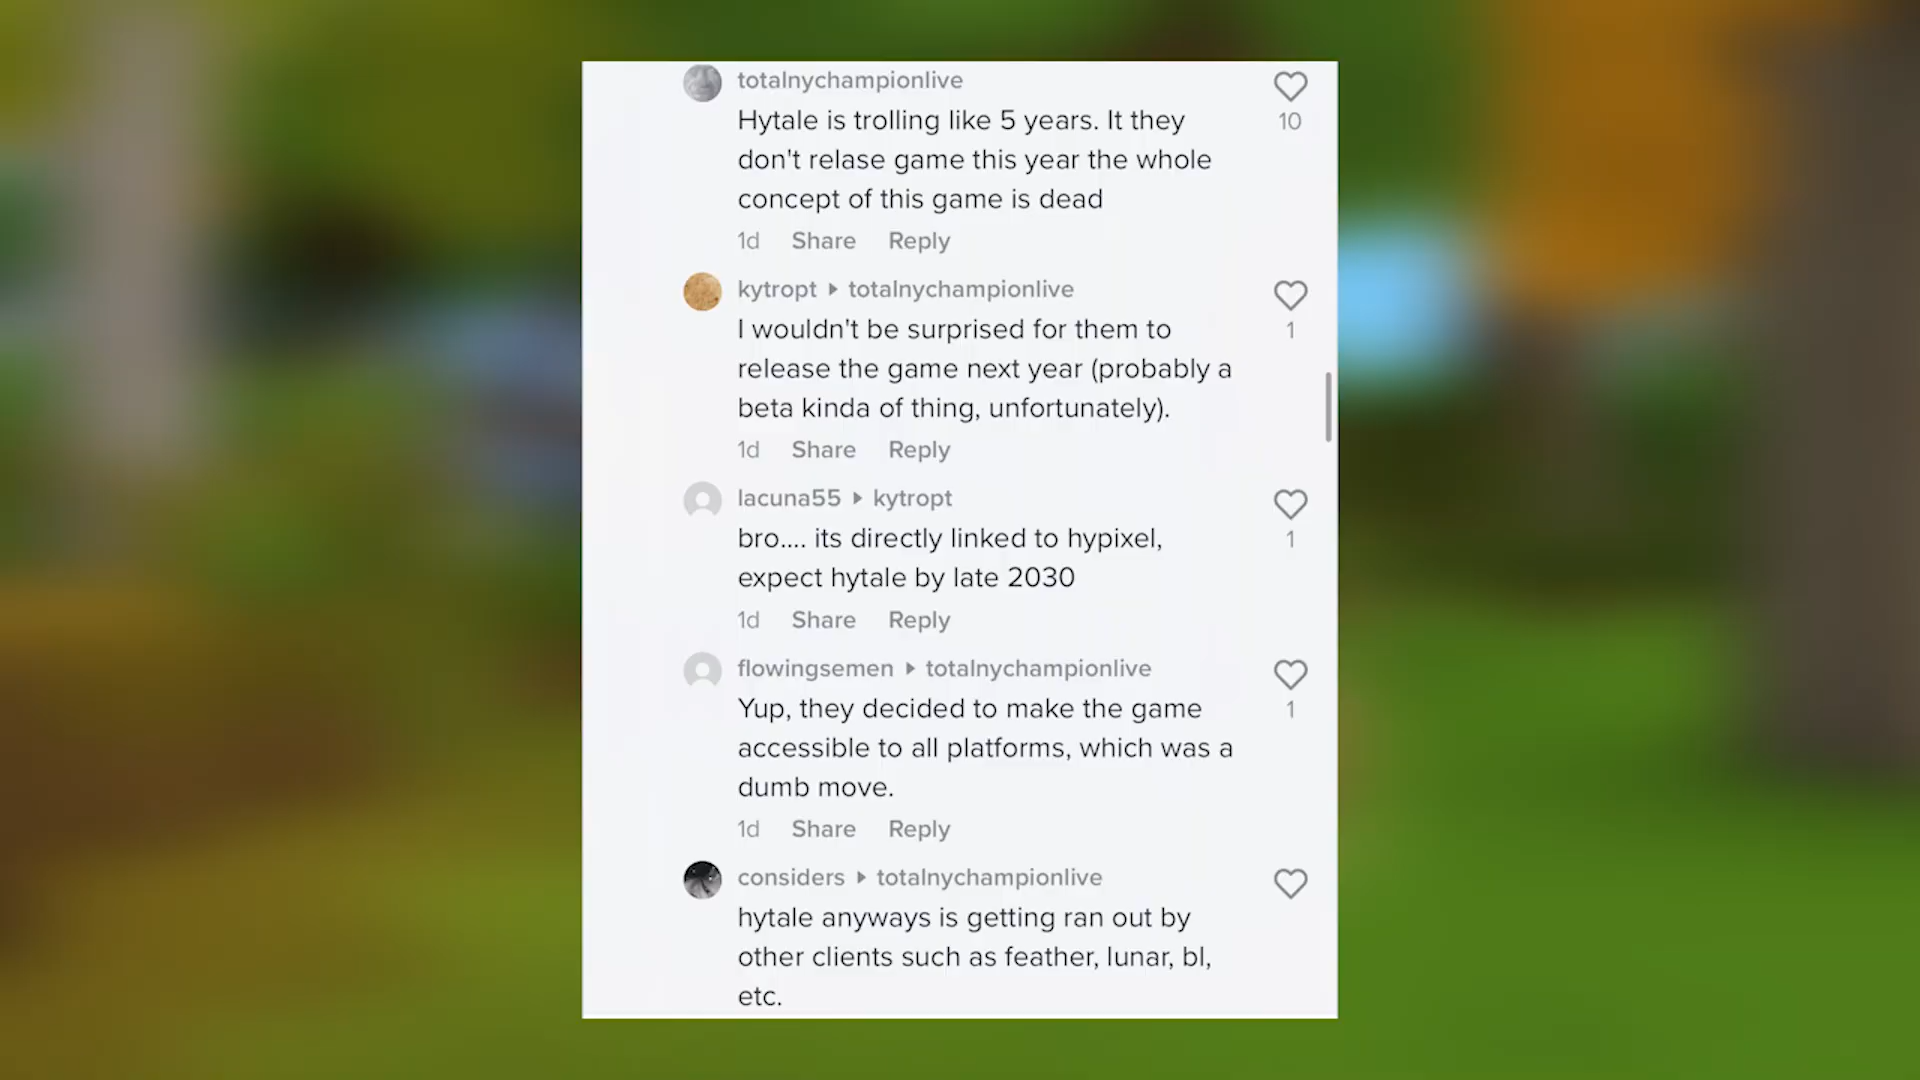 totalnychampionlive
Hytale is trolling like 5 years. It they
10
don't relase game this year the whole
concept of this game is dead
1d Share Reply
kytropt ▸ totalnychampionlive
I wouldn't be surprised for them to
1
release the game next year (probably a
beta kinda of thing, unfortunately).
1d Share Reply
lacuna55 ▸ kytropt
bro.... its directly linked to hypixel,
1
expect hytale by late 2030
1d Share Reply
flowingsemen ▸ totalnychampionlive
Yup, they decided to make the game
1
accessible to all platforms, which was a
dumb move.
1d Share Reply
considers ▸ totalnychampionlive
hytale anyways is getting ran out by
other clients such as feather, lunar, bl,
etc.